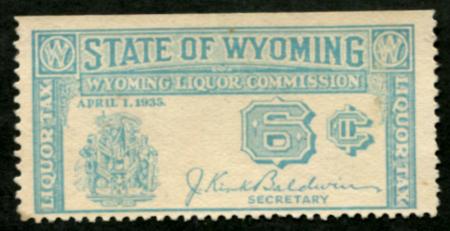 W STATE OF WYOMING W
WYOMING LIQUOR COMMISSION
APRIL 1, 1935.
LIQUOR TAX
6 ¢
LIQUOR TAX
J. Kirk Baldwin
SECRETARY